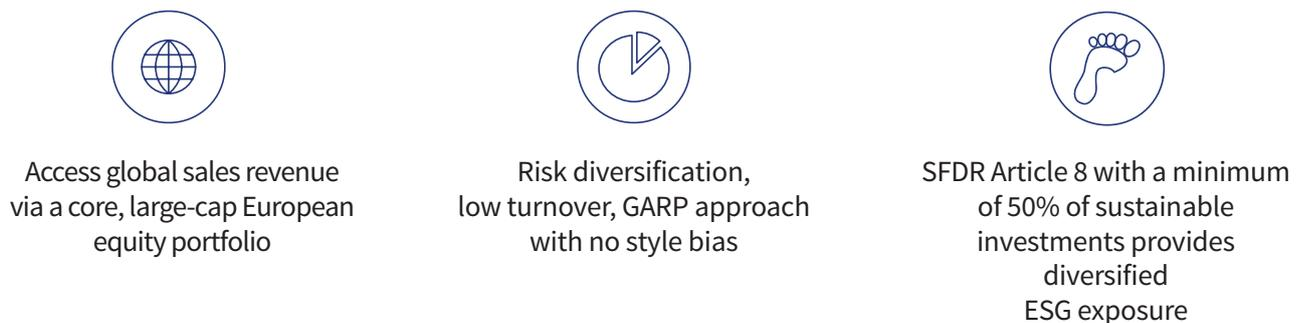 Access global sales revenue
via a core, large-cap European
equity portfolio
Risk diversification,
low turnover, GARP approach
with no style bias
SFDR Article 8 with a minimum
of 50% of sustainable
investments provides
diversified
ESG exposure